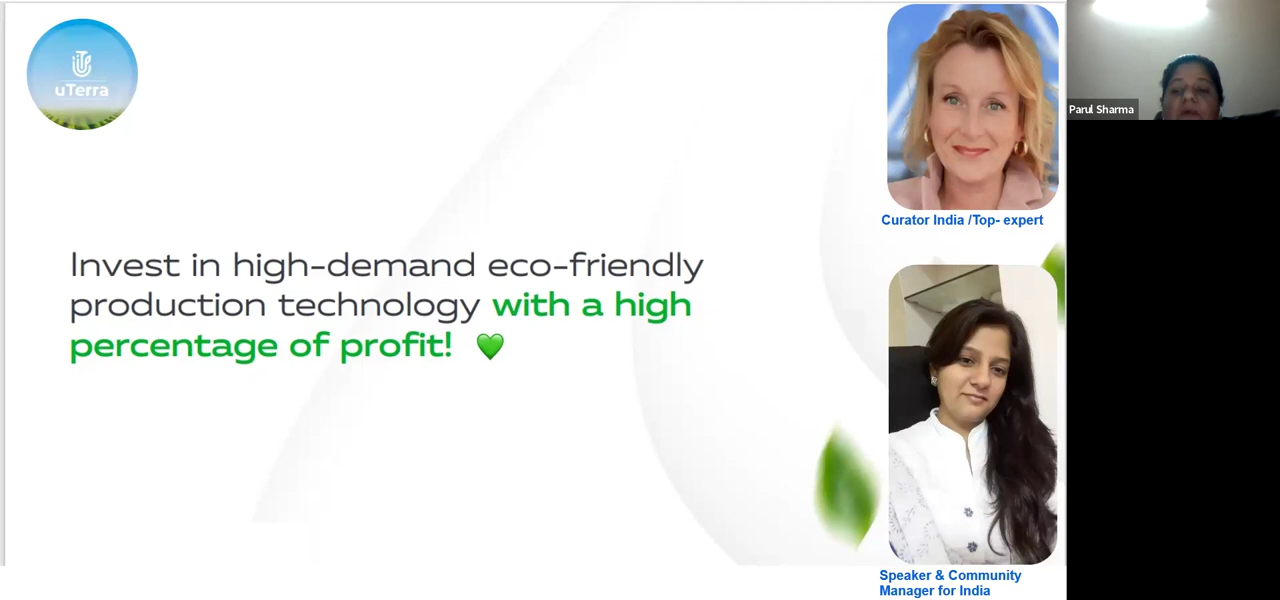 uTerra
Invest in high-demand eco-friendly
production technology with a high
percentage of profit! 💚
Curator India /Top- expert
Speaker & Community
Manager for India
Parul Sharma